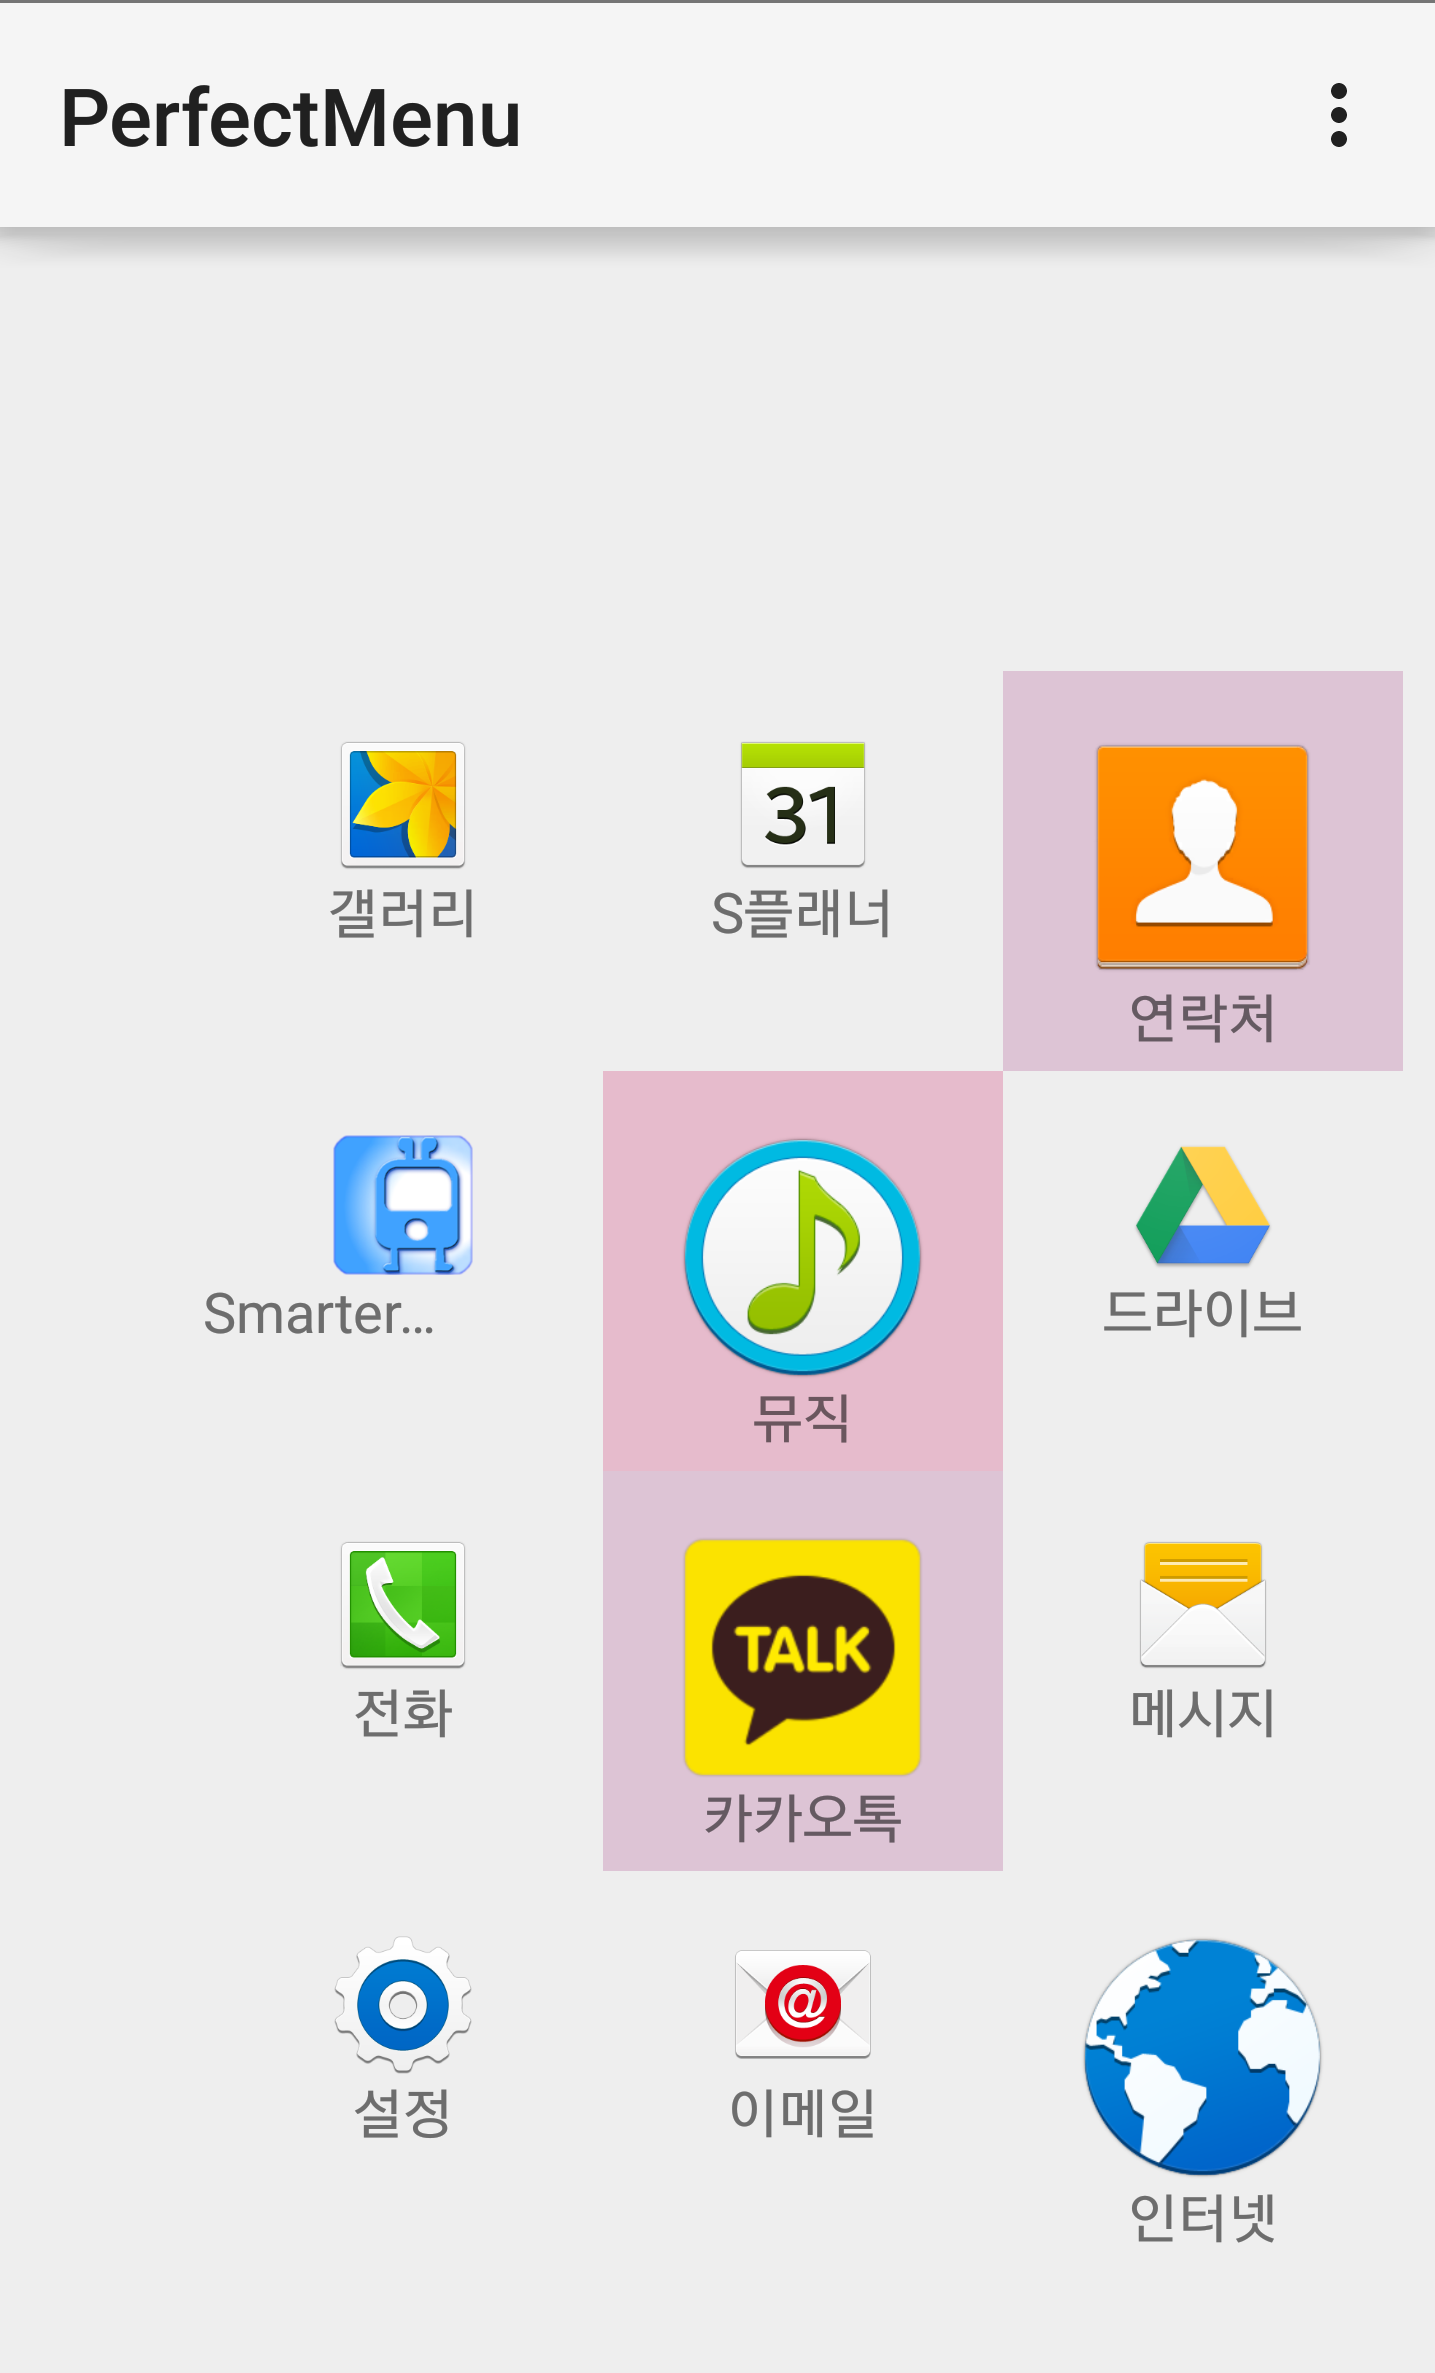 PerfectMenu
31
갤러리
S플래너
연락처
Smarter...
뮤직
드라이브
TALK
전화
카카오톡
메시지
@
설정
이메일
인터넷